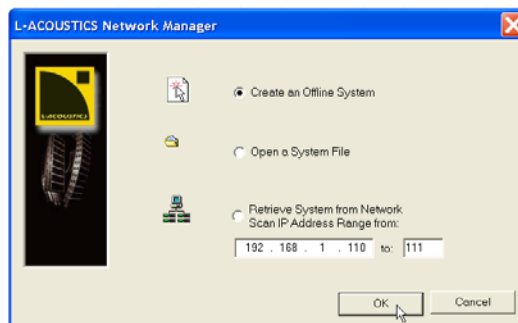 L-ACOUSTICS Network Manager
L-ACOUSTICS
Create an Offline System
Open a System File
Retrieve System from Network
Scan IP Address Range from:
192 . 168 . 1 . 110 to: 111
OK Cancel